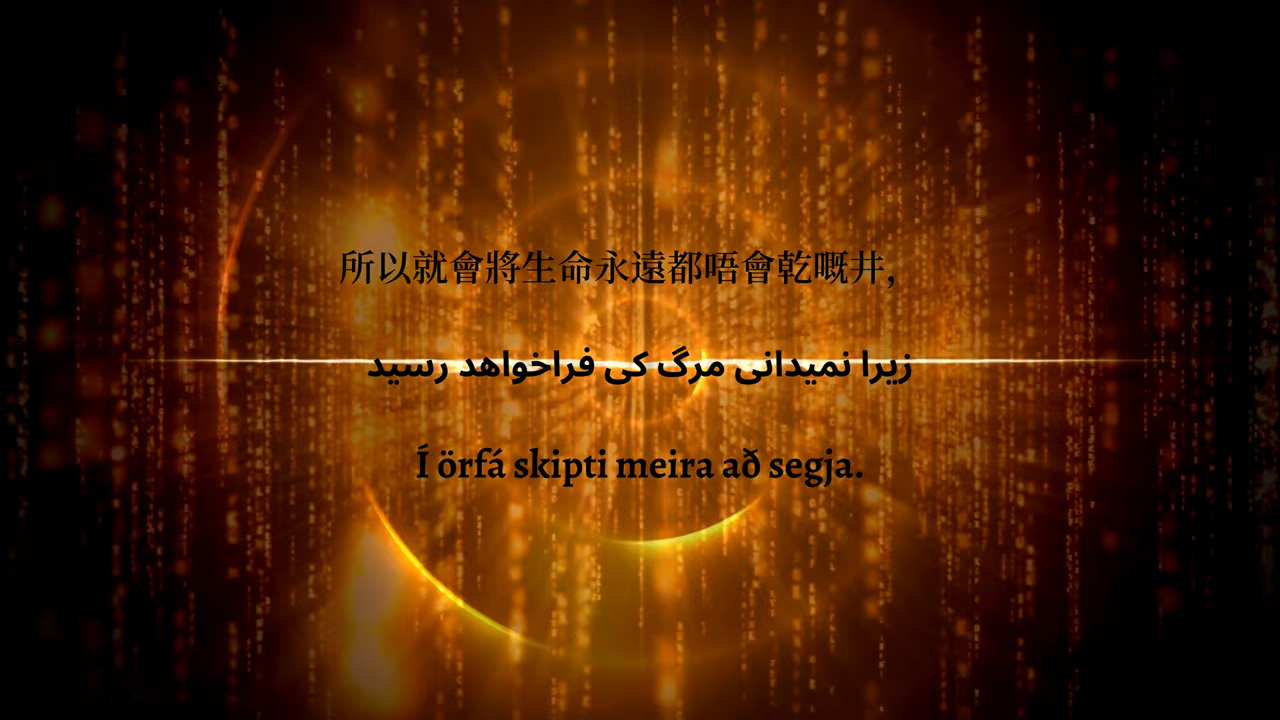 所以就會將生命永遠都唔會乾嘅井，
زیرا نمیدانی مرگ کی فراخواهد رسید
Í örfá skipti meira að segja.